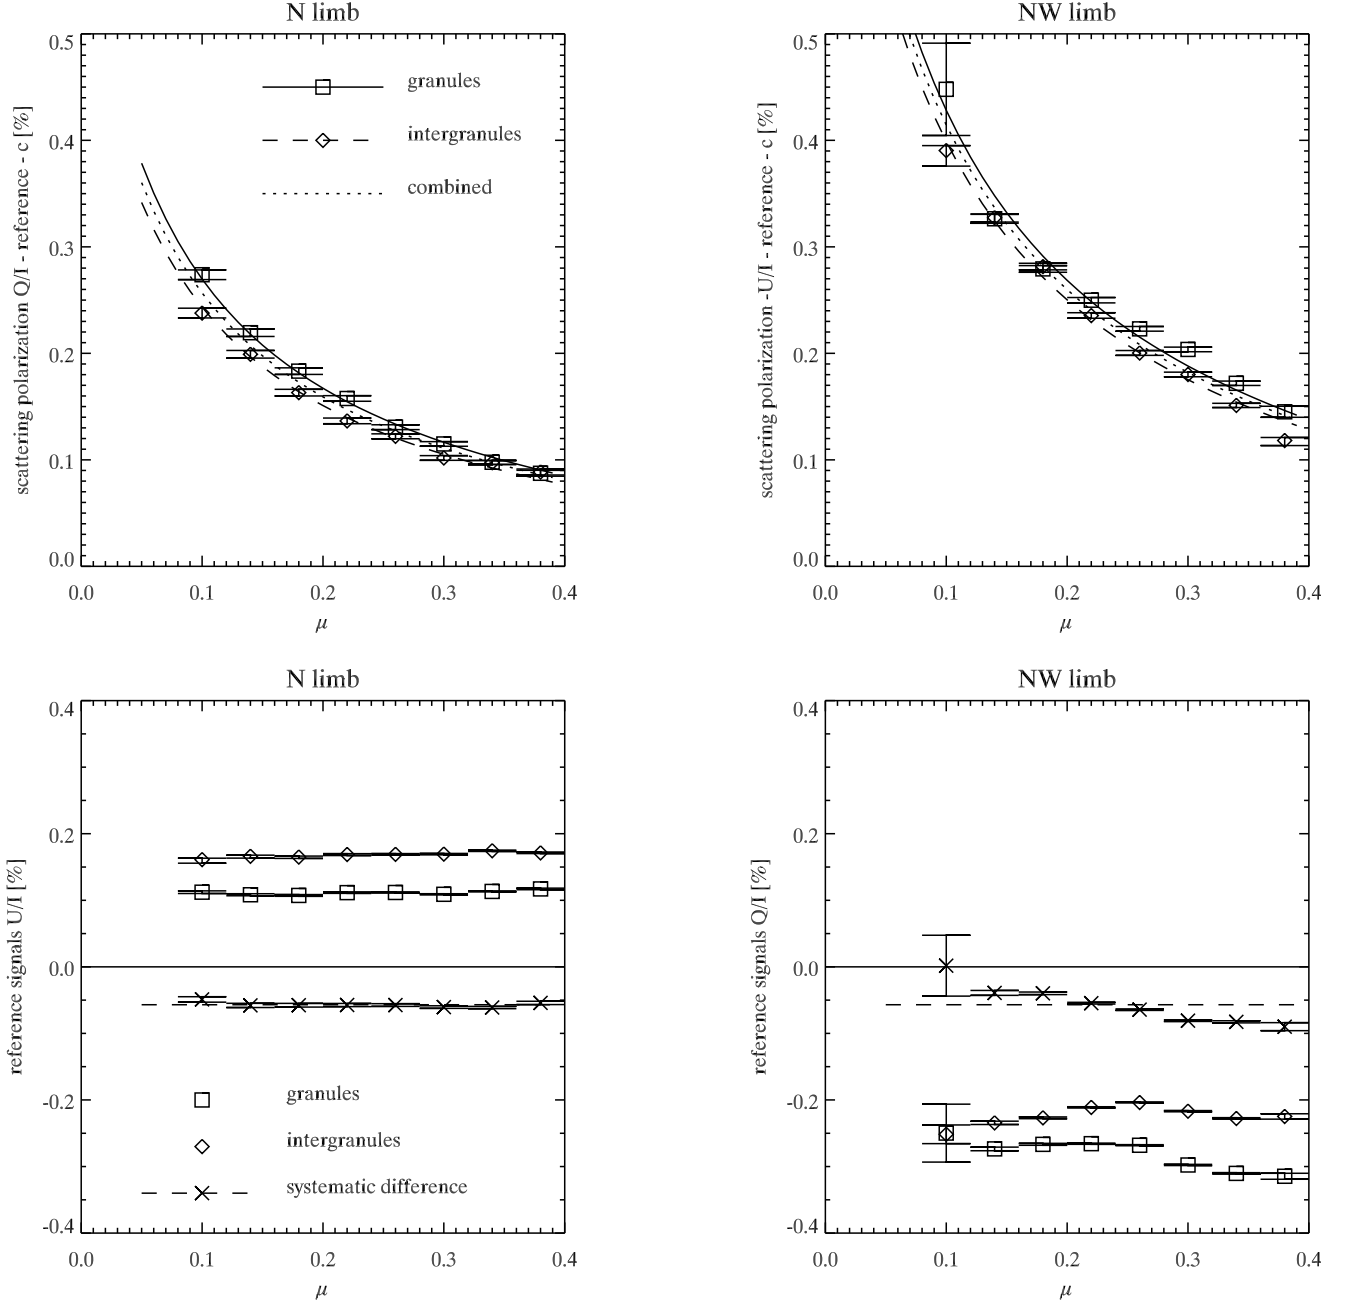 N limb
scattering polarization Q/I - reference - c [%]
0.5
0.4
0.3
0.2
0.1
0.0
granules
intergranules
combined
0.0 0.1 0.2 0.3 0.4
μ
NW limb
scattering polarization -U/I - reference - c [%]
0.5
0.4
0.3
0.2
0.1
0.0
0.0 0.1 0.2 0.3 0.4
μ
N limb
reference signals U/I [%]
0.4
0.2
0.0
-0.2
-0.4
granules
intergranules
systematic difference
0.0 0.1 0.2 0.3 0.4
μ
NW limb
reference signals Q/I [%]
0.4
0.2
0.0
-0.2
-0.4
0.0 0.1 0.2 0.3 0.4
μ